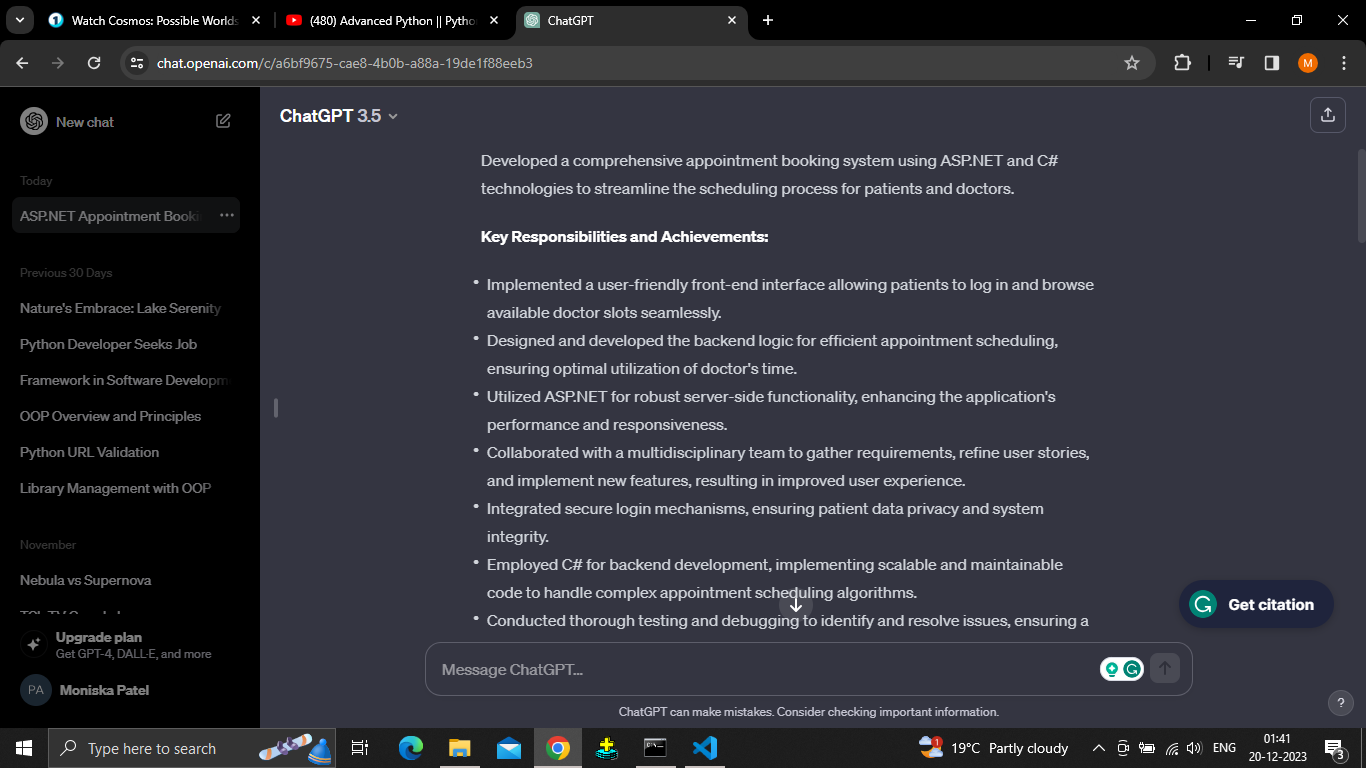 Watch Cosmos: Possible Worlds
(480) Advanced Python || Pytho
ChatGPT
chat.openai.com/c/a6bf9675-cae8-4b0b-a88a-19de1f88eeb3
M
New chat
ChatGPT 3.5
Today
ASP.NET Appointment Booki
Previous 30 Days
Nature's Embrace: Lake Serenity
Python Developer Seeks Job
Framework in Software Developm
OOP Overview and Principles
Python URL Validation
Library Management with OOP
November
Nebula vs Supernova
Upgrade plan
Get GPT-4, DALL·E, and more
PA
Moniska Patel
Developed a comprehensive appointment booking system using ASP.NET and C#
technologies to streamline the scheduling process for patients and doctors.
Key Responsibilities and Achievements:
• Implemented a user-friendly front-end interface allowing patients to log in and browse
available doctor slots seamlessly.
• Designed and developed the backend logic for efficient appointment scheduling,
ensuring optimal utilization of doctor's time.
• Utilized ASP.NET for robust server-side functionality, enhancing the application's
performance and responsiveness.
• Collaborated with a multidisciplinary team to gather requirements, refine user stories,
and implement new features, resulting in improved user experience.
• Integrated secure login mechanisms, ensuring patient data privacy and system
integrity.
• Employed C# for backend development, implementing scalable and maintainable
code to handle complex appointment scheduling algorithms.
• Conducted thorough testing and debugging to identify and resolve issues, ensuring a
Get citation
Message ChatGPT...
ChatGPT can make mistakes. Consider checking important information.
?
Type here to search
19°C Partly cloudy
ENG
01:41
20-12-2023
3